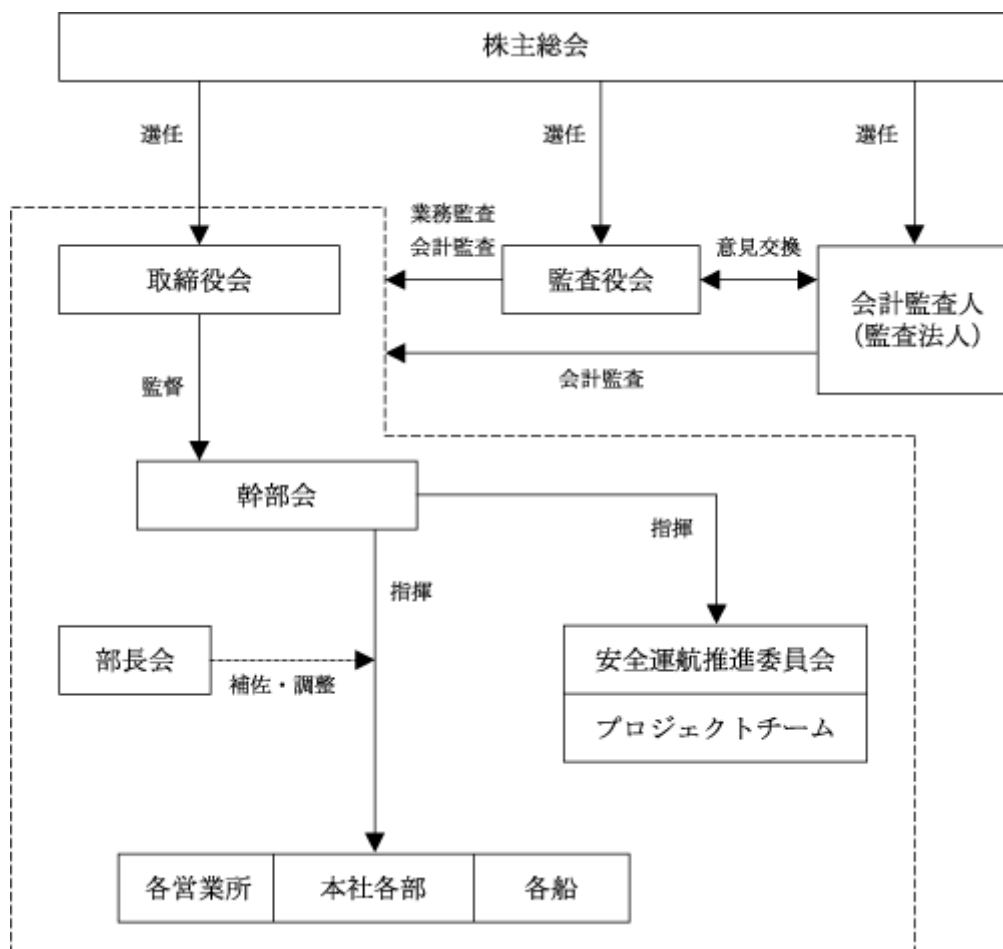 株主総会
選任
選任
選任
業務監査
会計監査
意見交換
取締役会
監査役会
会計監査人
（監査法人）
会計監査
監督
幹部会
指揮
指揮
部長会
補佐・調整
安全運航推進委員会
プロジェクトチーム
各営業所
本社各部
各船